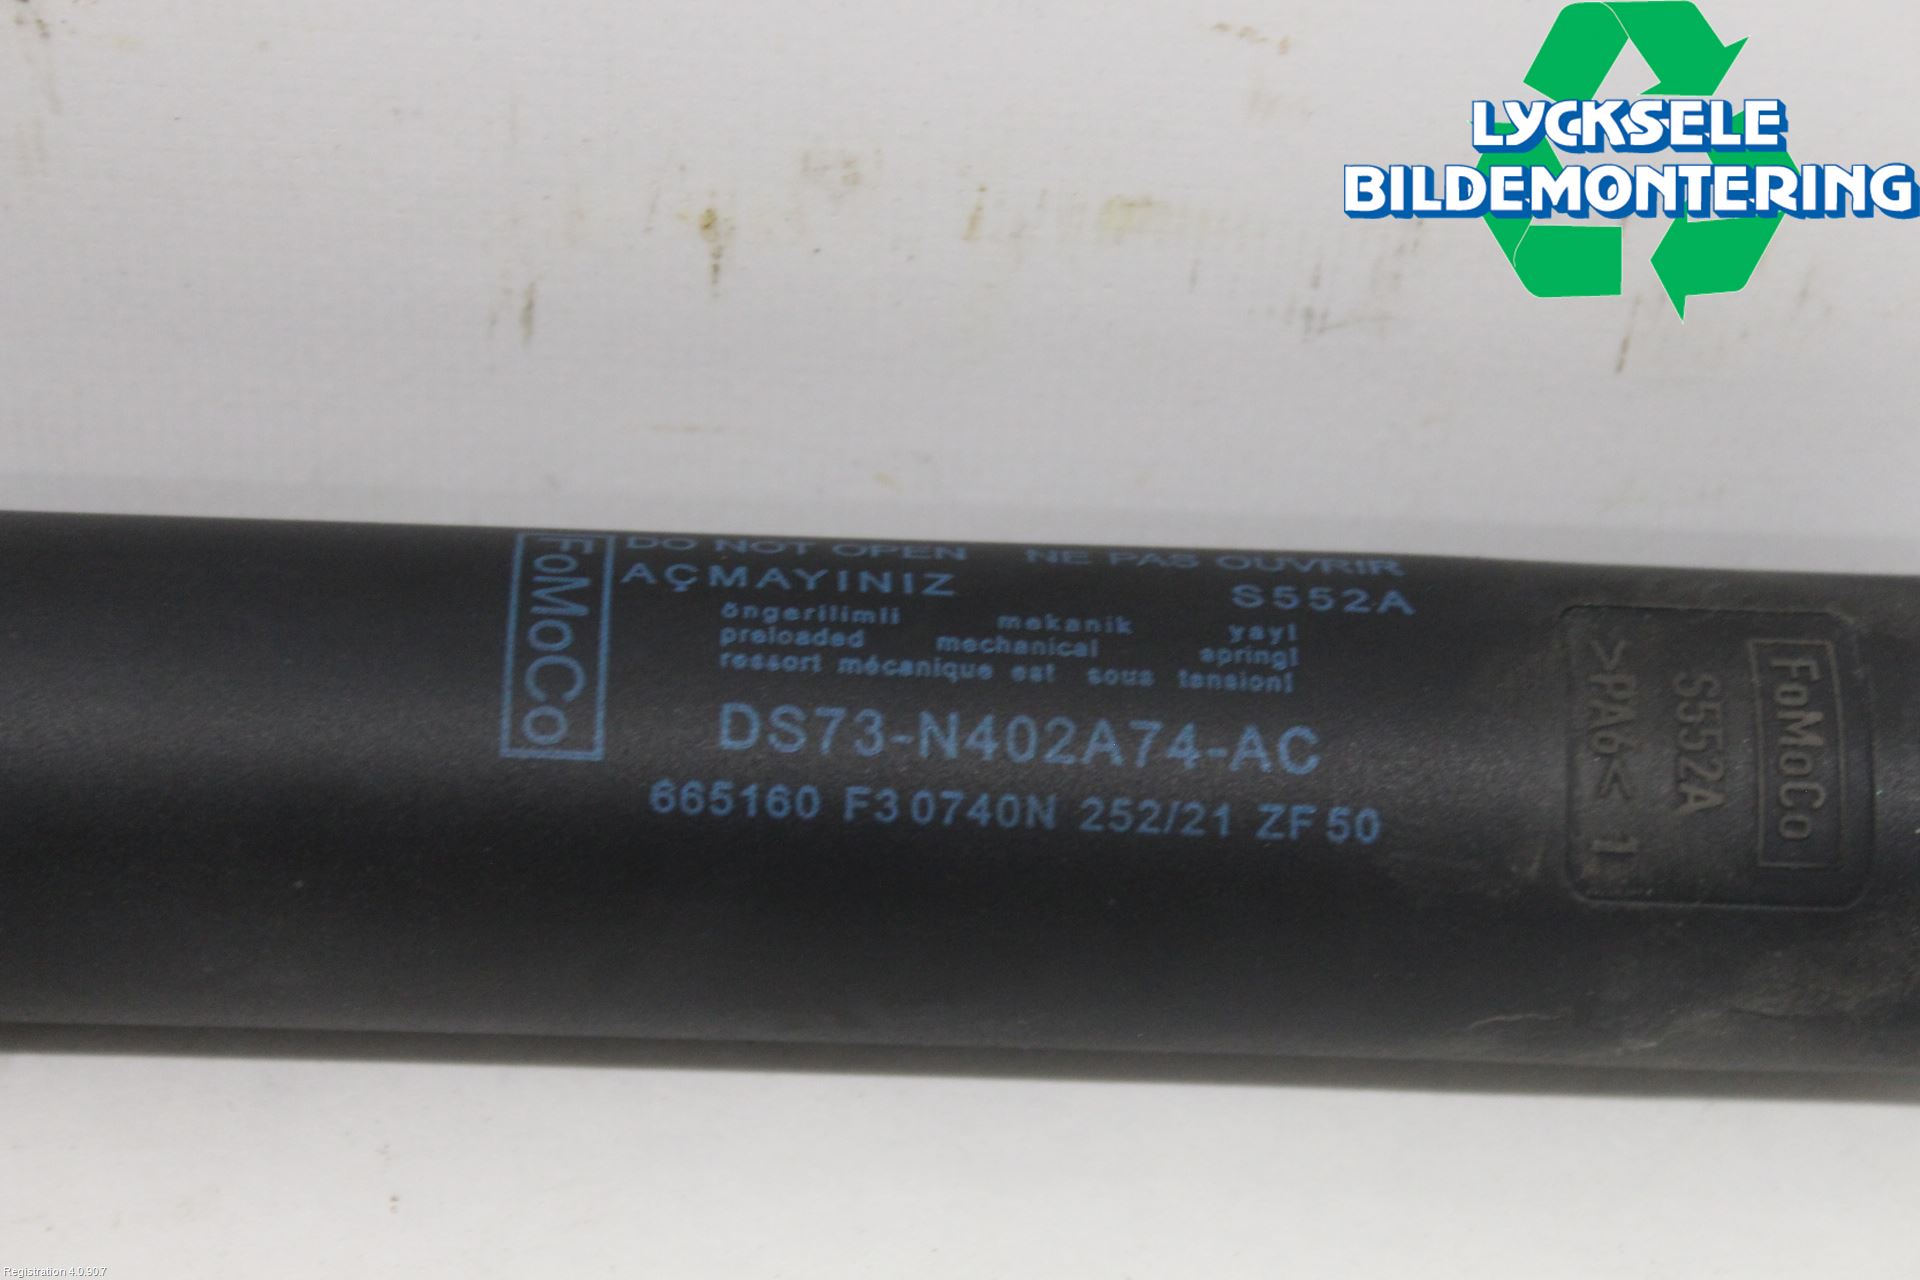 LYCKSELE
BILDEMONTERING
FoMoCo
DO NOT OPEN NE PAS OUVRIR
AÇMAYINIZ S552A
öngerilimli mekanik yay!
preloaded mechanical spring!
ressort mécanique est sous tension!
DS73-N402A74-AC
665160 F3 0740N 252/21 ZF 50
FoMoCo
S552A
>PA6< 1
Registration 4.0.907